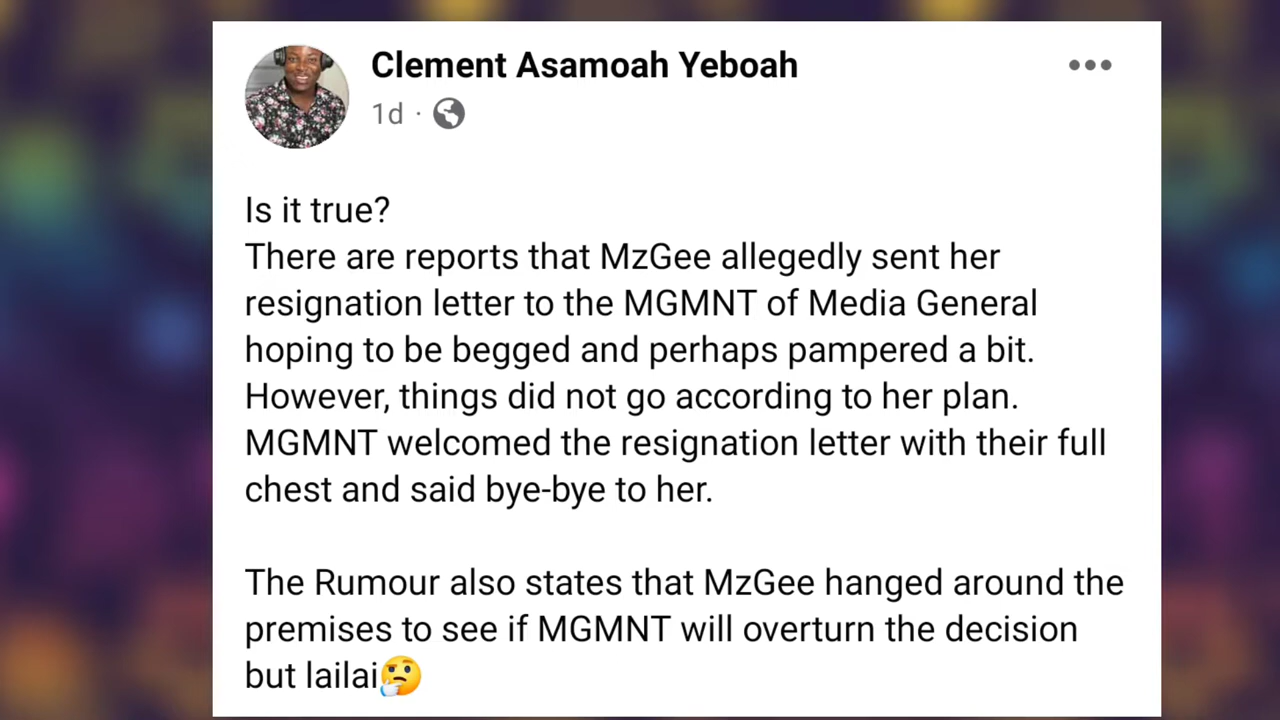 Clement Asamoah Yeboah
1d ·
Is it true?
There are reports that MzGee allegedly sent her
resignation letter to the MGMNT of Media General
hoping to be begged and perhaps pampered a bit.
However, things did not go according to her plan.
MGMNT welcomed the resignation letter with their full
chest and said bye-bye to her.
The Rumour also states that MzGee hanged around the
premises to see if MGMNT will overturn the decision
but lailai🤔